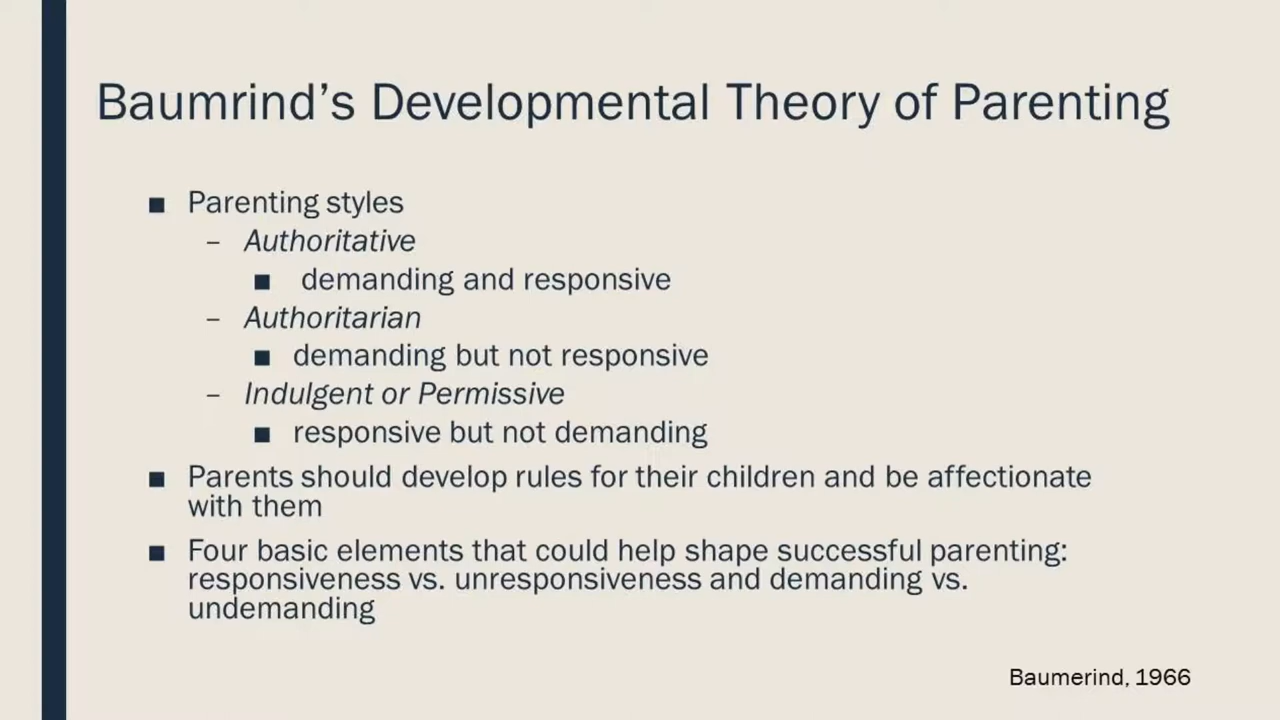 Baumrind’s Developmental Theory of Parenting
■ Parenting styles
– Authoritative
■ demanding and responsive
– Authoritarian
■ demanding but not responsive
– Indulgent or Permissive
■ responsive but not demanding
■ Parents should develop rules for their children and be affectionate
with them
■ Four basic elements that could help shape successful parenting:
responsiveness vs. unresponsiveness and demanding vs.
undemanding
Baumerind, 1966